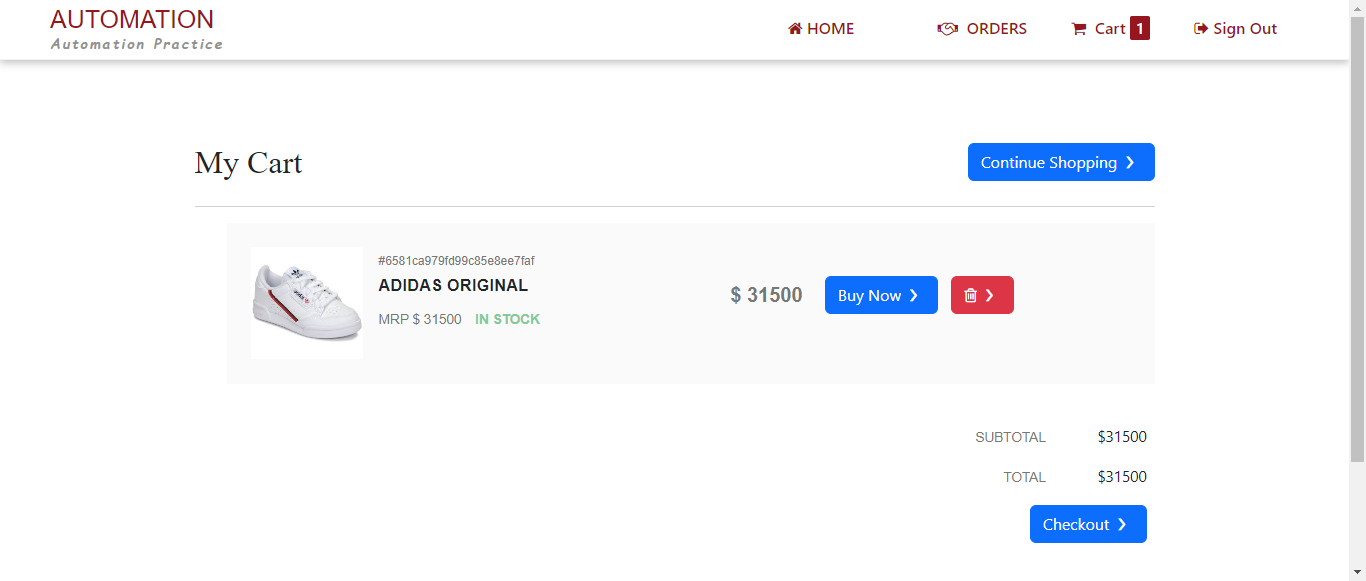 AUTOMATION
Automation Practice
HOME
ORDERS
Cart 1
Sign Out
My Cart
Continue Shopping
#6581ca979fd99c85e8ee7faf
ADIDAS ORIGINAL
MRP $ 31500 IN STOCK
$ 31500
Buy Now
SUBTOTAL $31500
TOTAL $31500
Checkout